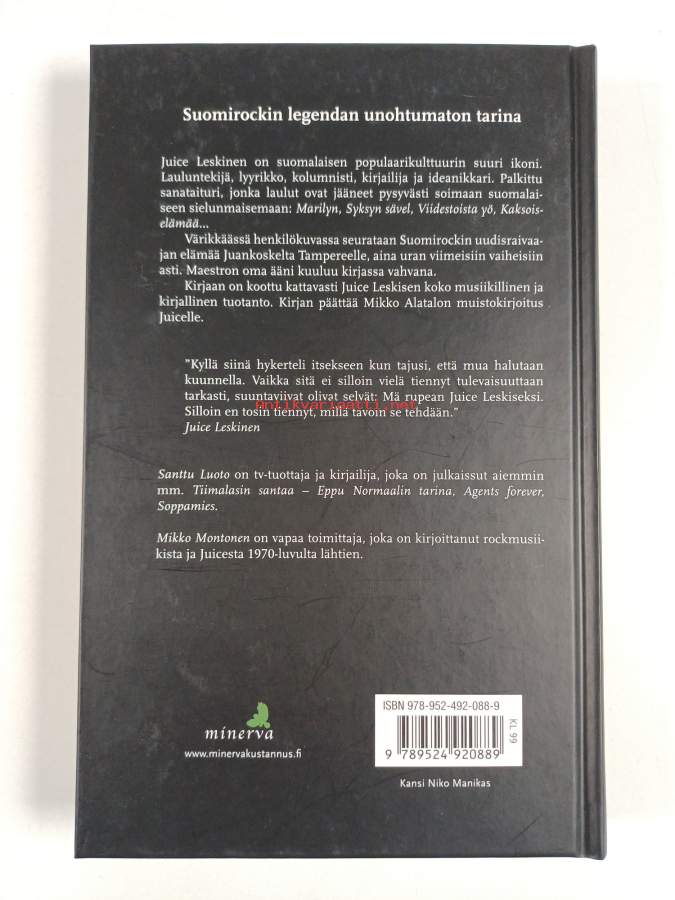 Suomirockin legendan unohtumaton tarina
Juice Leskinen on suomalaisen populaarikulttuurin suuri ikoni.
Lauluntekijä, lyyrikko, kolumnisti, kirjailija ja ideanikkari. Palkittu
sanataituri, jonka laulut ovat jääneet pysyvästi soimaan suomalai-
seen sielunmaisemaan: Marilyn, Syksyn sävel, Viidestoista yö, Kaksois-
elämää...
Värikkäässä henkilökuvassa seurataan Suomirockin uudisraivaa-
jan elämää Juankoskelta Tampereelle, aina uran viimeisiin vaiheisiin
asti. Maestron oma ääni kuuluu kirjassa vahvana.
Kirjaan on koottu kattavasti Juice Leskisen koko musiikillinen ja
kirjallinen tuotanto. Kirjan päättää Mikko Alatalon muistokirjoitus
Juicelle.
"Kyllä siinä hykerteli itsekseen kun tajusi, että mua halutaan
kuunnella. Vaikka sitä ei silloin vielä tiennyt tulevaisuuttaan
tarkasti, suuntaviivat olivat selvät: Mä rupean Juice Leskiseksi.
antikvariaatti.net
Silloin en tosin tiennyt, millä tavoin se tehdään."
Juice Leskinen
Santtu Luoto on tv-tuottaja ja kirjailija, joka on julkaissut aiemmin
mm. Tiimalasin santaa – Eppu Normaalin tarina, Agents forever,
Soppamies.
Mikko Montonen on vapaa toimittaja, joka on kirjoittanut rockmusii-
kista ja Juicesta 1970-luvulta lähtien.
minerva
www.minervakustannus.fi
ISBN 978-952-492-088-9
KL 99
9 789524 920889
Kansi Niko Manikas